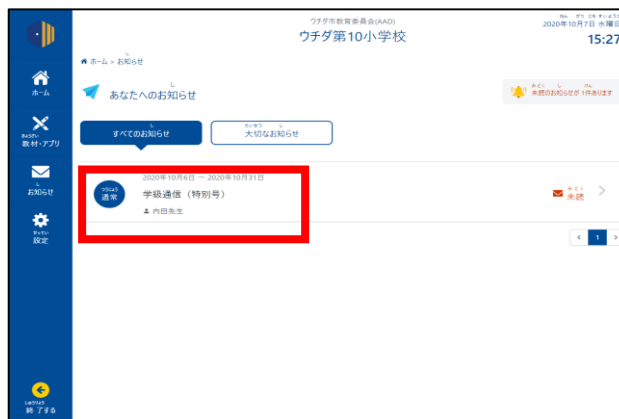 ウチダ市教育委員会(AAD)
ウチダ第10小学校
2020年10月7日 水曜日
15:27
ホーム > お知らせ
あなたへのお知らせ
未読のお知らせが 1件あります
すべてのお知らせ
大切なお知らせ
2020年10月6日 ～ 2020年10月31日
通常
学級通信（特別号）
内田先生
未読
1
ホーム
教材・アプリ
お知らせ
設定
終了する